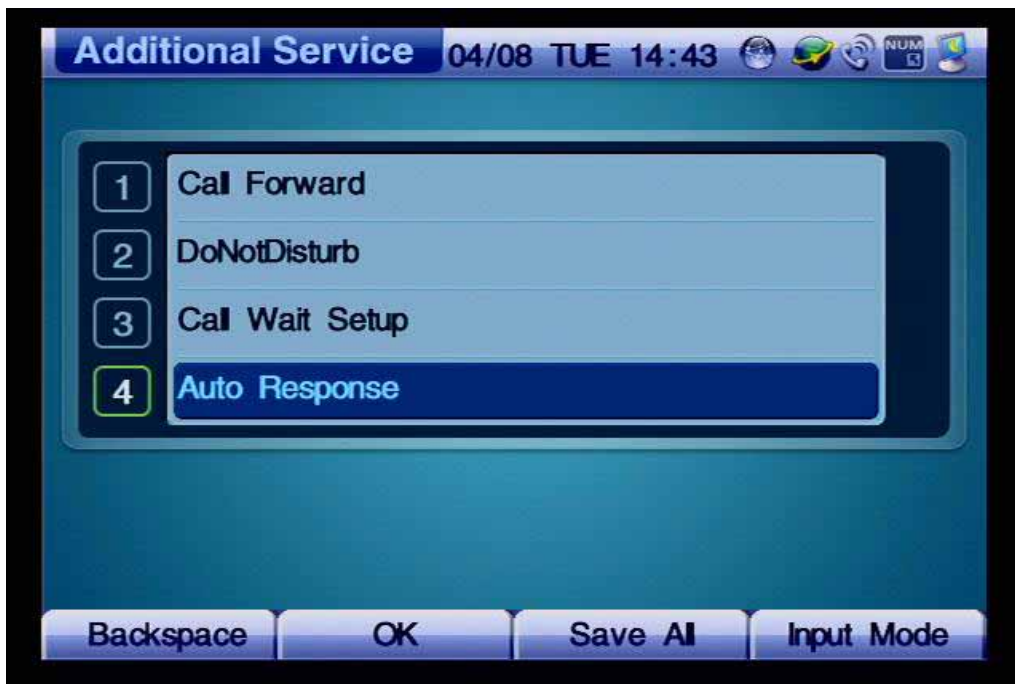 Additional Service 04/08 TUE 14:43 NUM
1 Call Forward
2 DoNotDisturb
3 Call Wait Setup
4 Auto Response
Backspace OK Save All Input Mode